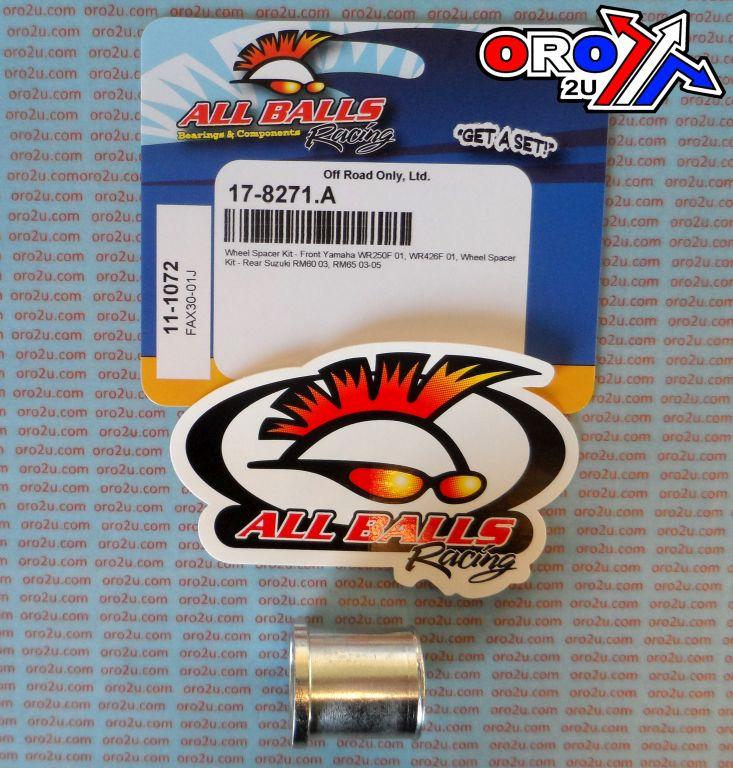 ORO
2U
ALL BALLS
Bearings & Components
Racing
"GET A SET!"
Off Road Only, Ltd.
17-8271.A
Wheel Spacer Kit - Front Yamaha WR250F 01, WR426F 01, Wheel Spacer
Kit - Rear Suzuki RM60 03, RM65 03-05
11-1072
FAX30-01J
ALL BALLS
Racing
oro2u.com